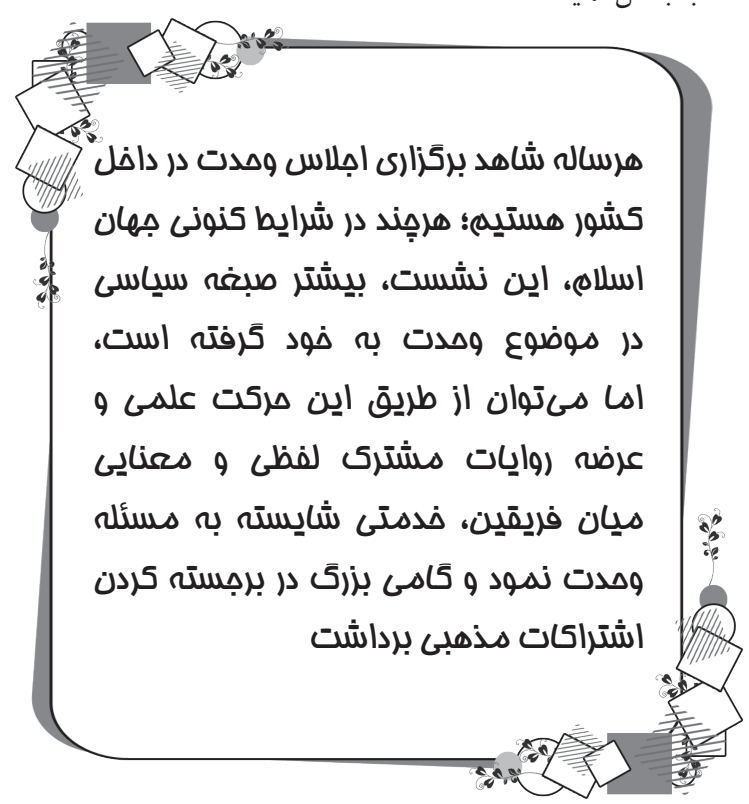 هرساله شاهد برگزاری اجلاس وحدت در داخل
کشور هستیم؛ هرچند در شرایط کنونی جهان
اسلام، این نشست، بیشتر صبغه سیاسی
در موضوع وحدت به خود گرفته است،
اما می‌توان از طریق این حرکت علمی و
عرضه روایات مشترک لفظی و معنایی
میان فریقین، خدمتی شایسته به مسئله
وحدت نمود و گامی بزرگ در برجسته کردن
اشتراکات مذهبی برداشت